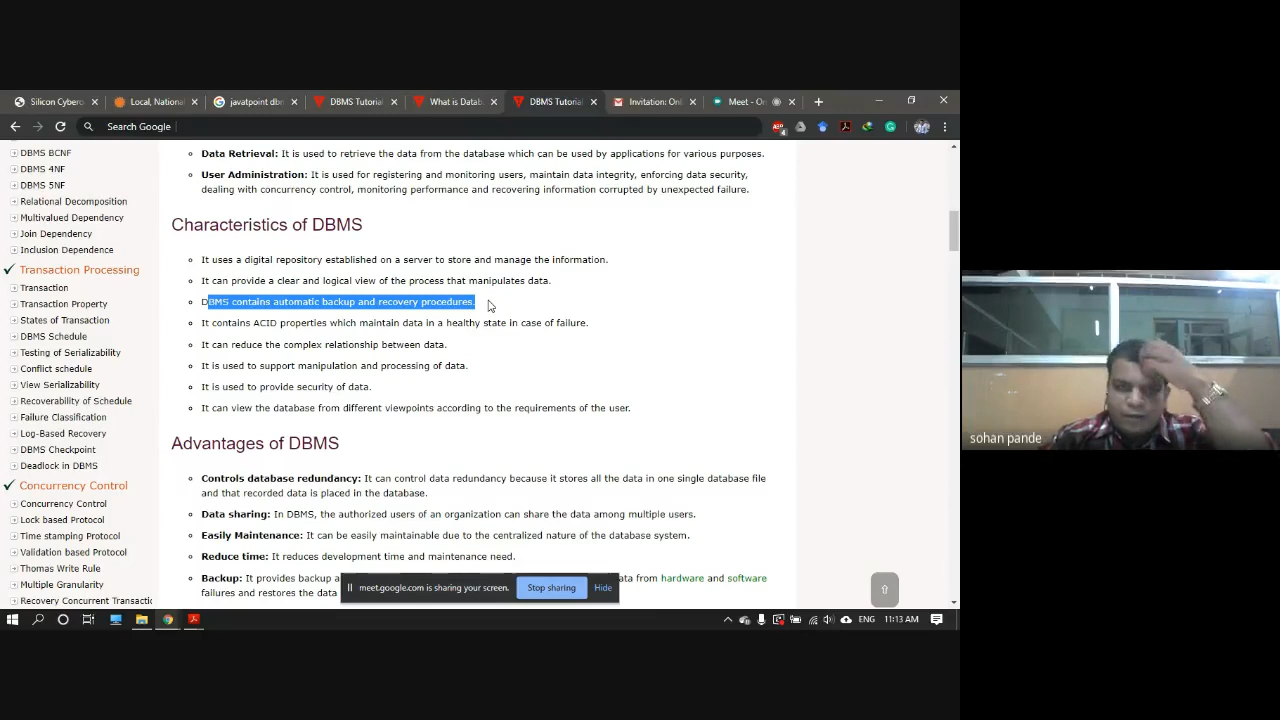 Silicon Cyberc
Local, National
javatpoint dbm
DBMS Tutorial
What is Datab
DBMS Tutorial
Invitation: Onl
Meet - On
Search Google
DBMS BCNF
DBMS 4NF
DBMS 5NF
Relational Decomposition
Multivalued Dependency
Join Dependency
Inclusion Dependency
Transaction Processing
Transaction
Transaction Property
States of Transaction
DBMS Schedule
Testing of Serializability
Conflict schedule
View Serializability
Recoverability of Schedule
Failure Classification
Log-Based Recovery
DBMS Checkpoint
Deadlock in DBMS
Concurrency Control
Concurrency Control
Lock based Protocol
Time stamping Protocol
Validation based Protocol
Thomas Write Rule
Multiple Granularity
Recovery Concurrent Transactic
Data Retrieval: It is used to retrieve the data from the database which can be used by applications for various purposes.
User Administration: It is used for registering and monitoring users, maintain data integrity, enforcing data security,
dealing with concurrency control, monitoring performance and recovering information corrupted by unexpected failure.
Characteristics of DBMS
It uses a digital repository established on a server to store and manage the information.
It can provide a clear and logical view of the process that manipulates data.
DBMS contains automatic backup and recovery procedures.
It contains ACID properties which maintain data in a healthy state in case of failure.
It can reduce the complex relationship between data.
It is used to support manipulation and processing of data.
It is used to provide security of data.
It can view the database from different viewpoints according to the requirements of the user.
Advantages of DBMS
Controls database redundancy: It can control data redundancy because it stores all the data in one single database file
and that recorded data is placed in the database.
Data sharing: In DBMS, the authorized users of an organization can share the data among multiple users.
Easily Maintenance: It can be easily maintainable due to the centralized nature of the database system.
Reduce time: It reduces development time and maintenance need.
Backup: It provides backup a
ata from hardware and software
failures and restores the data
meet.google.com is sharing your screen.
Stop sharing
Hide
ENG
11:13 AM
sohan pande